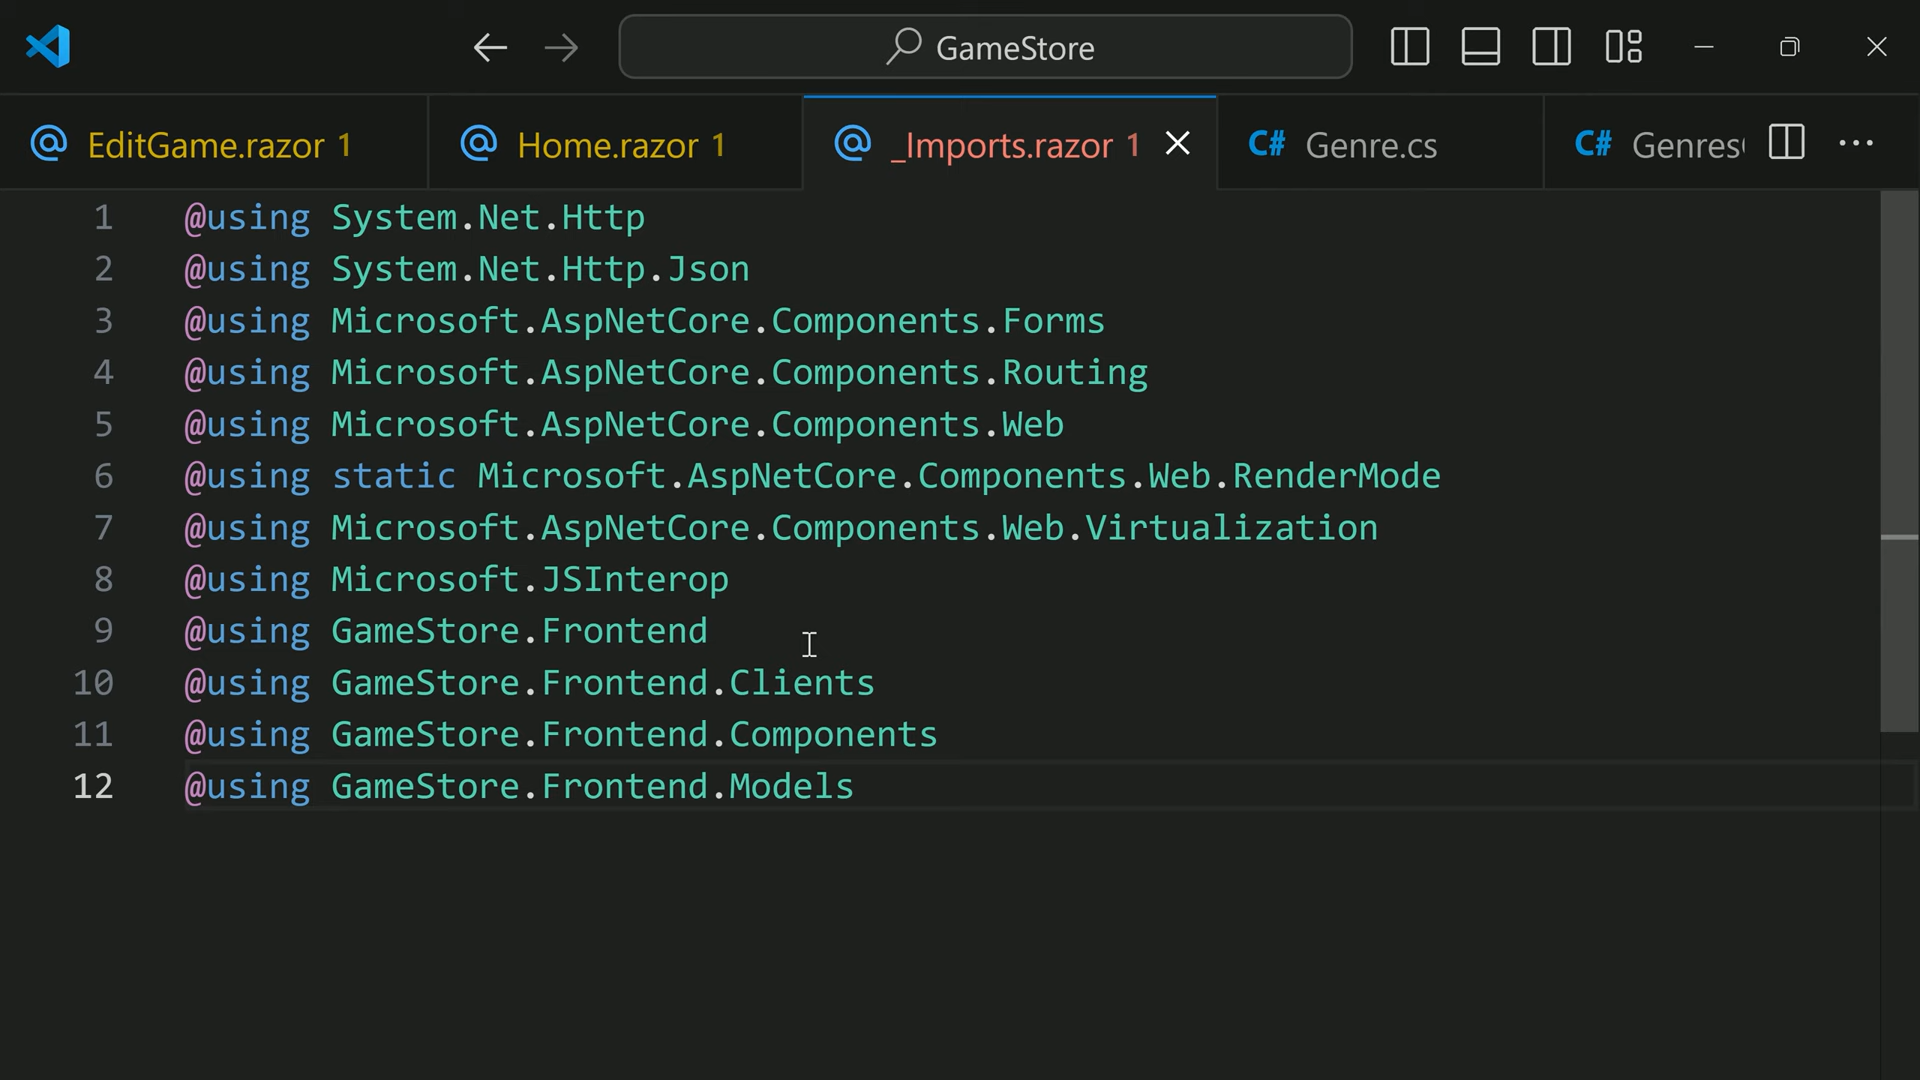 GameStore
@ EditGame.razor 1
@ Home.razor 1
@ _Imports.razor 1
C# Genre.cs
C# Genres
1 @using System.Net.Http
2 @using System.Net.Http.Json
3 @using Microsoft.AspNetCore.Components.Forms
4 @using Microsoft.AspNetCore.Components.Routing
5 @using Microsoft.AspNetCore.Components.Web
6 @using static Microsoft.AspNetCore.Components.Web.RenderMode
7 @using Microsoft.AspNetCore.Components.Web.Virtualization
8 @using Microsoft.JSInterop
9 @using GameStore.Frontend
10 @using GameStore.Frontend.Clients
11 @using GameStore.Frontend.Components
12 @using GameStore.Frontend.Models